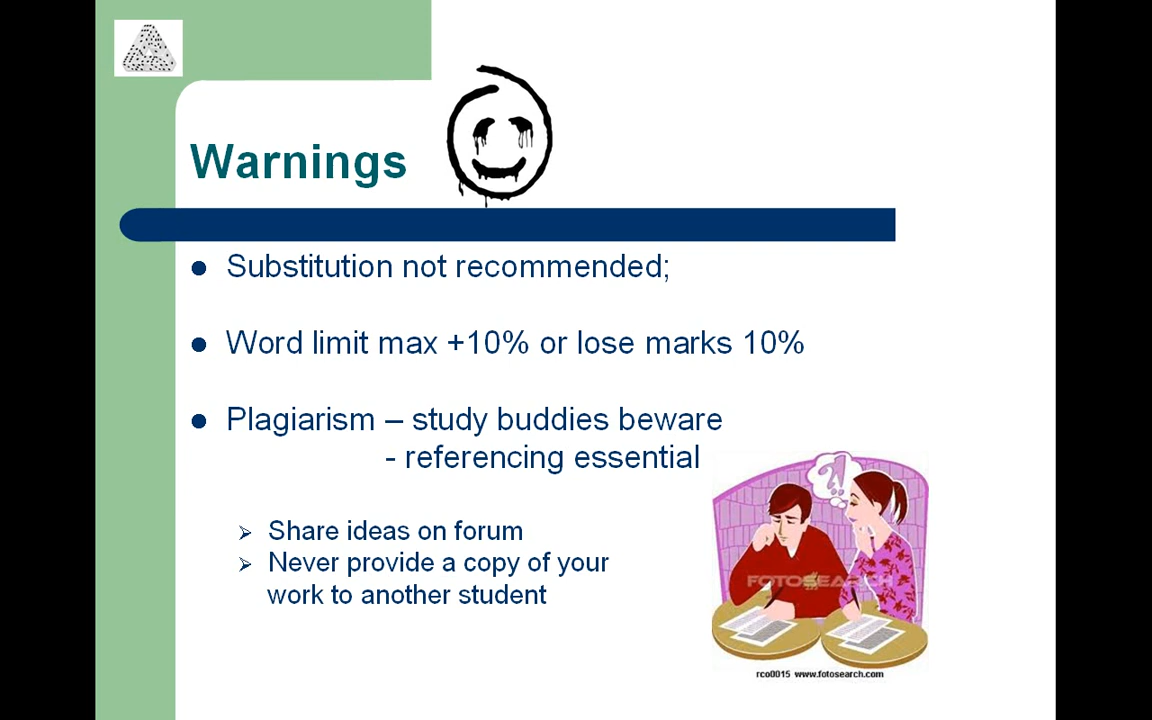 Warnings
Substitution not recommended;
Word limit max +10% or lose marks 10%
Plagiarism – study buddies beware
- referencing essential
Share ideas on forum
Never provide a copy of your
work to another student
?!
FOTOSEARCH
rco0015 www.fotosearch.com